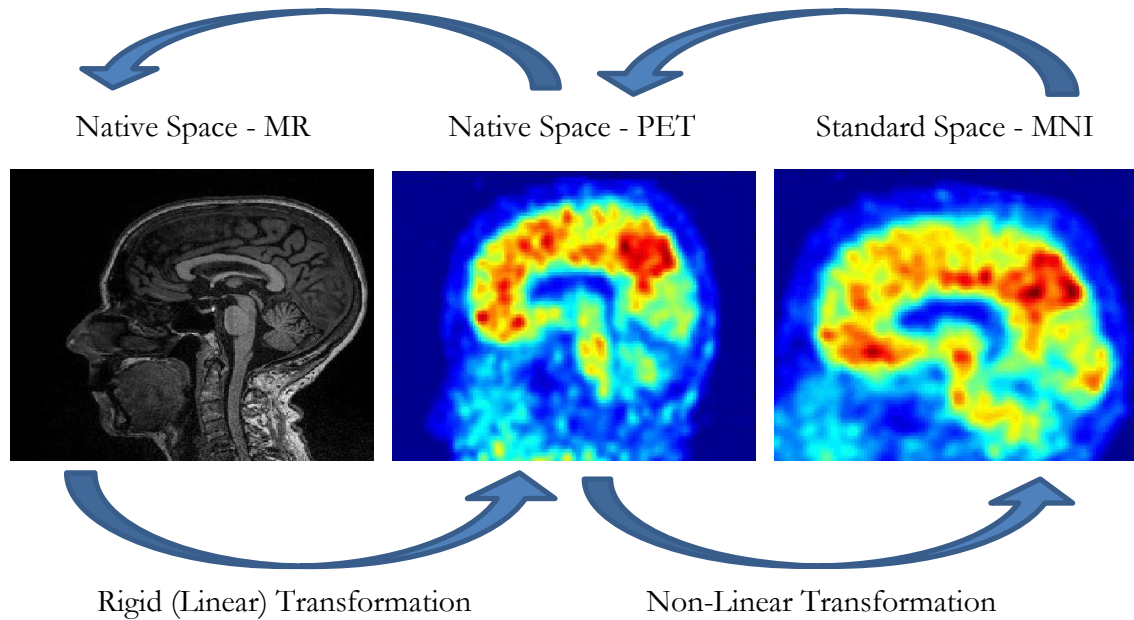 Native Space - MR
Native Space - PET
Standard Space - MNI
Rigid (Linear) Transformation
Non-Linear Transformation